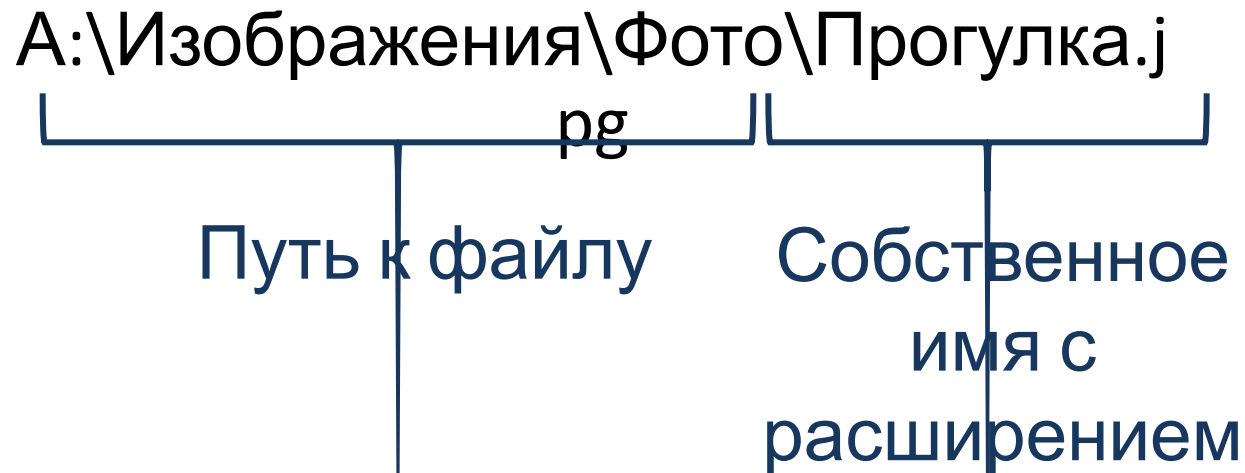 А:\Изображения\Фото\Прогулка.j
pg
Путь к файлу
Собственное
имя с
расширением